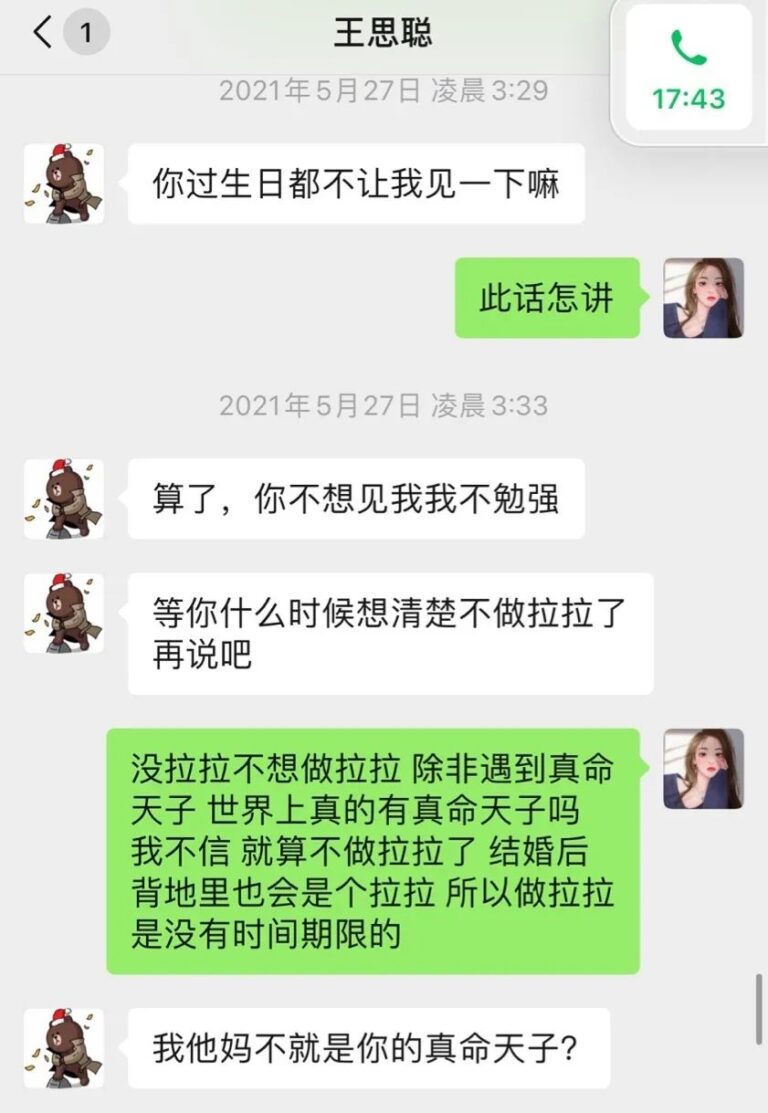 1
王思聪
17:43
2021年5月27日 凌晨3:29
你过生日都不让我见一下嘛
此话怎讲
2021年5月27日 凌晨3:33
算了，你不想见我我不勉强
等你什么时候想清楚不做拉拉了
再说吧
没拉拉不想做拉拉 除非遇到真命
天子 世界上真的有真命天子吗
我不信 就算不做拉拉了 结婚后
背地里也会是个拉拉 所以做拉拉
是没有时间期限的
我他妈不就是你的真命天子？